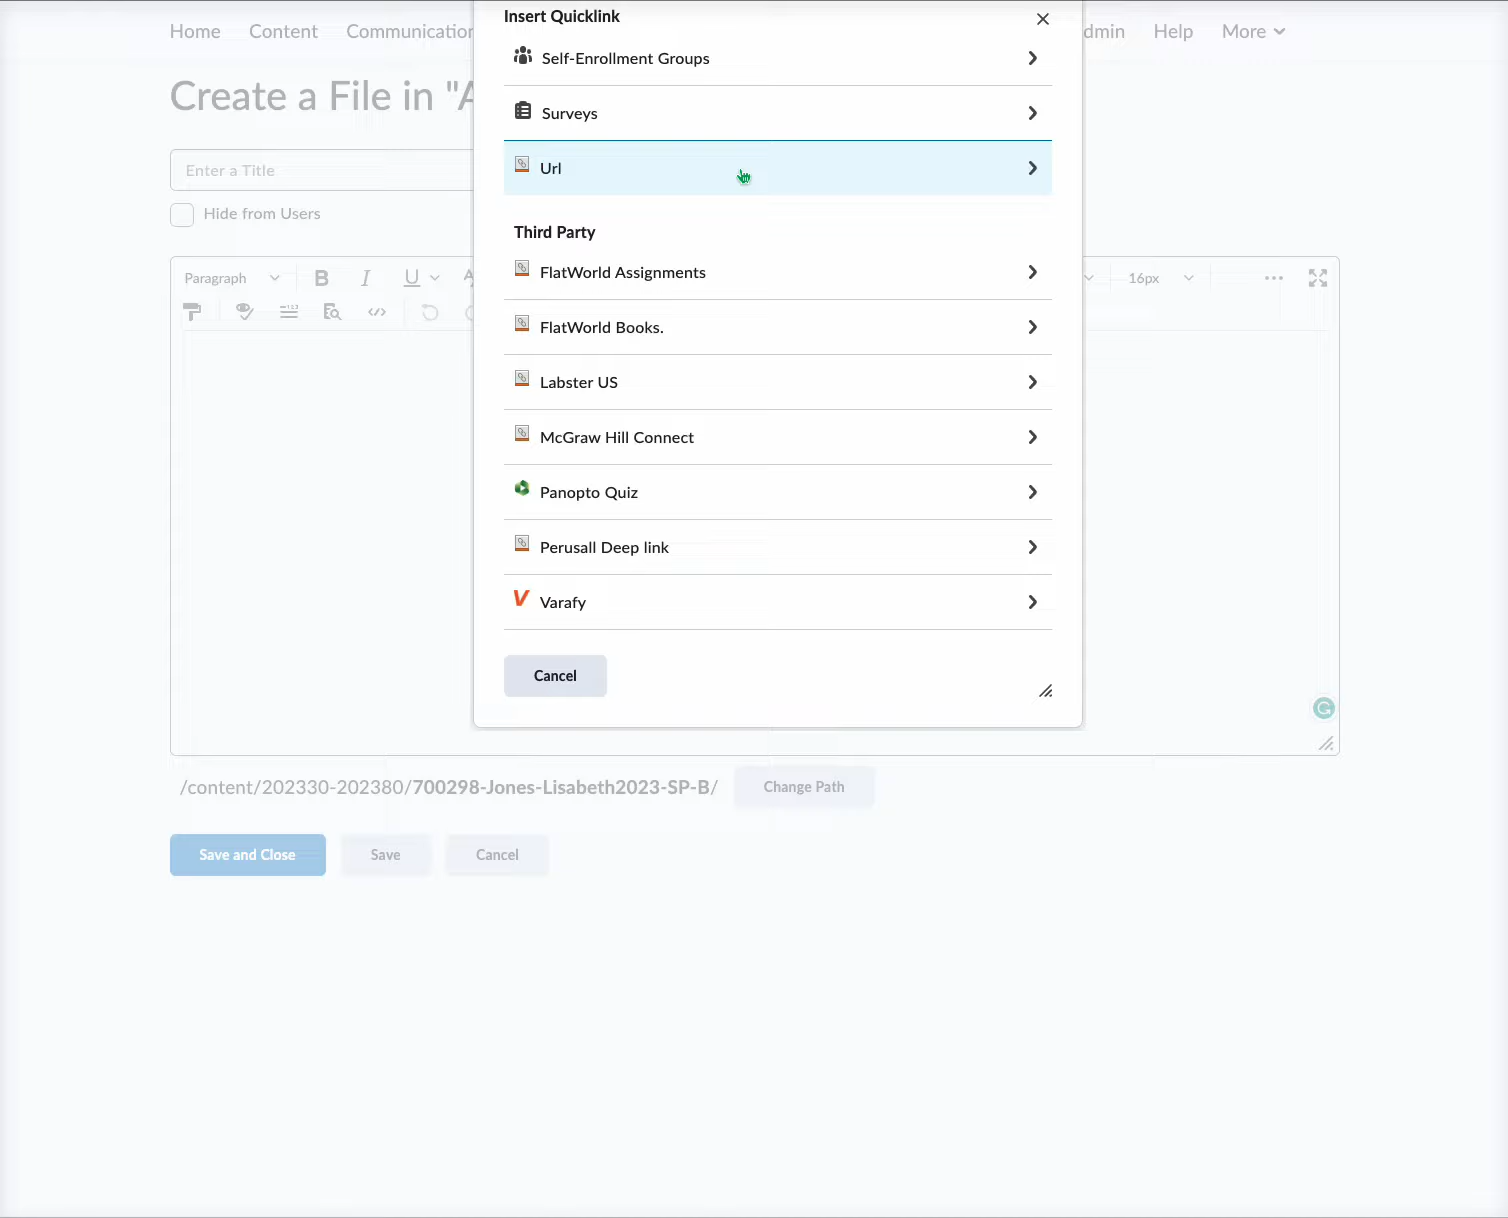 Insert Quicklink
Home Content Communication
dmin Help More
Self-Enrollment Groups
Create a File in "A
Surveys
Enter a Title
Url
Hide from Users
Third Party
Paragraph B I U A 16px
FlatWorld Assignments
FlatWorld Books.
Labster US
McGraw Hill Connect
Panopto Quiz
Perusall Deep link
Varafy
Cancel
/content/202330-202380/700298-Jones-Lisabeth2023-SP-B/ Change Path
Save and Close Save Cancel